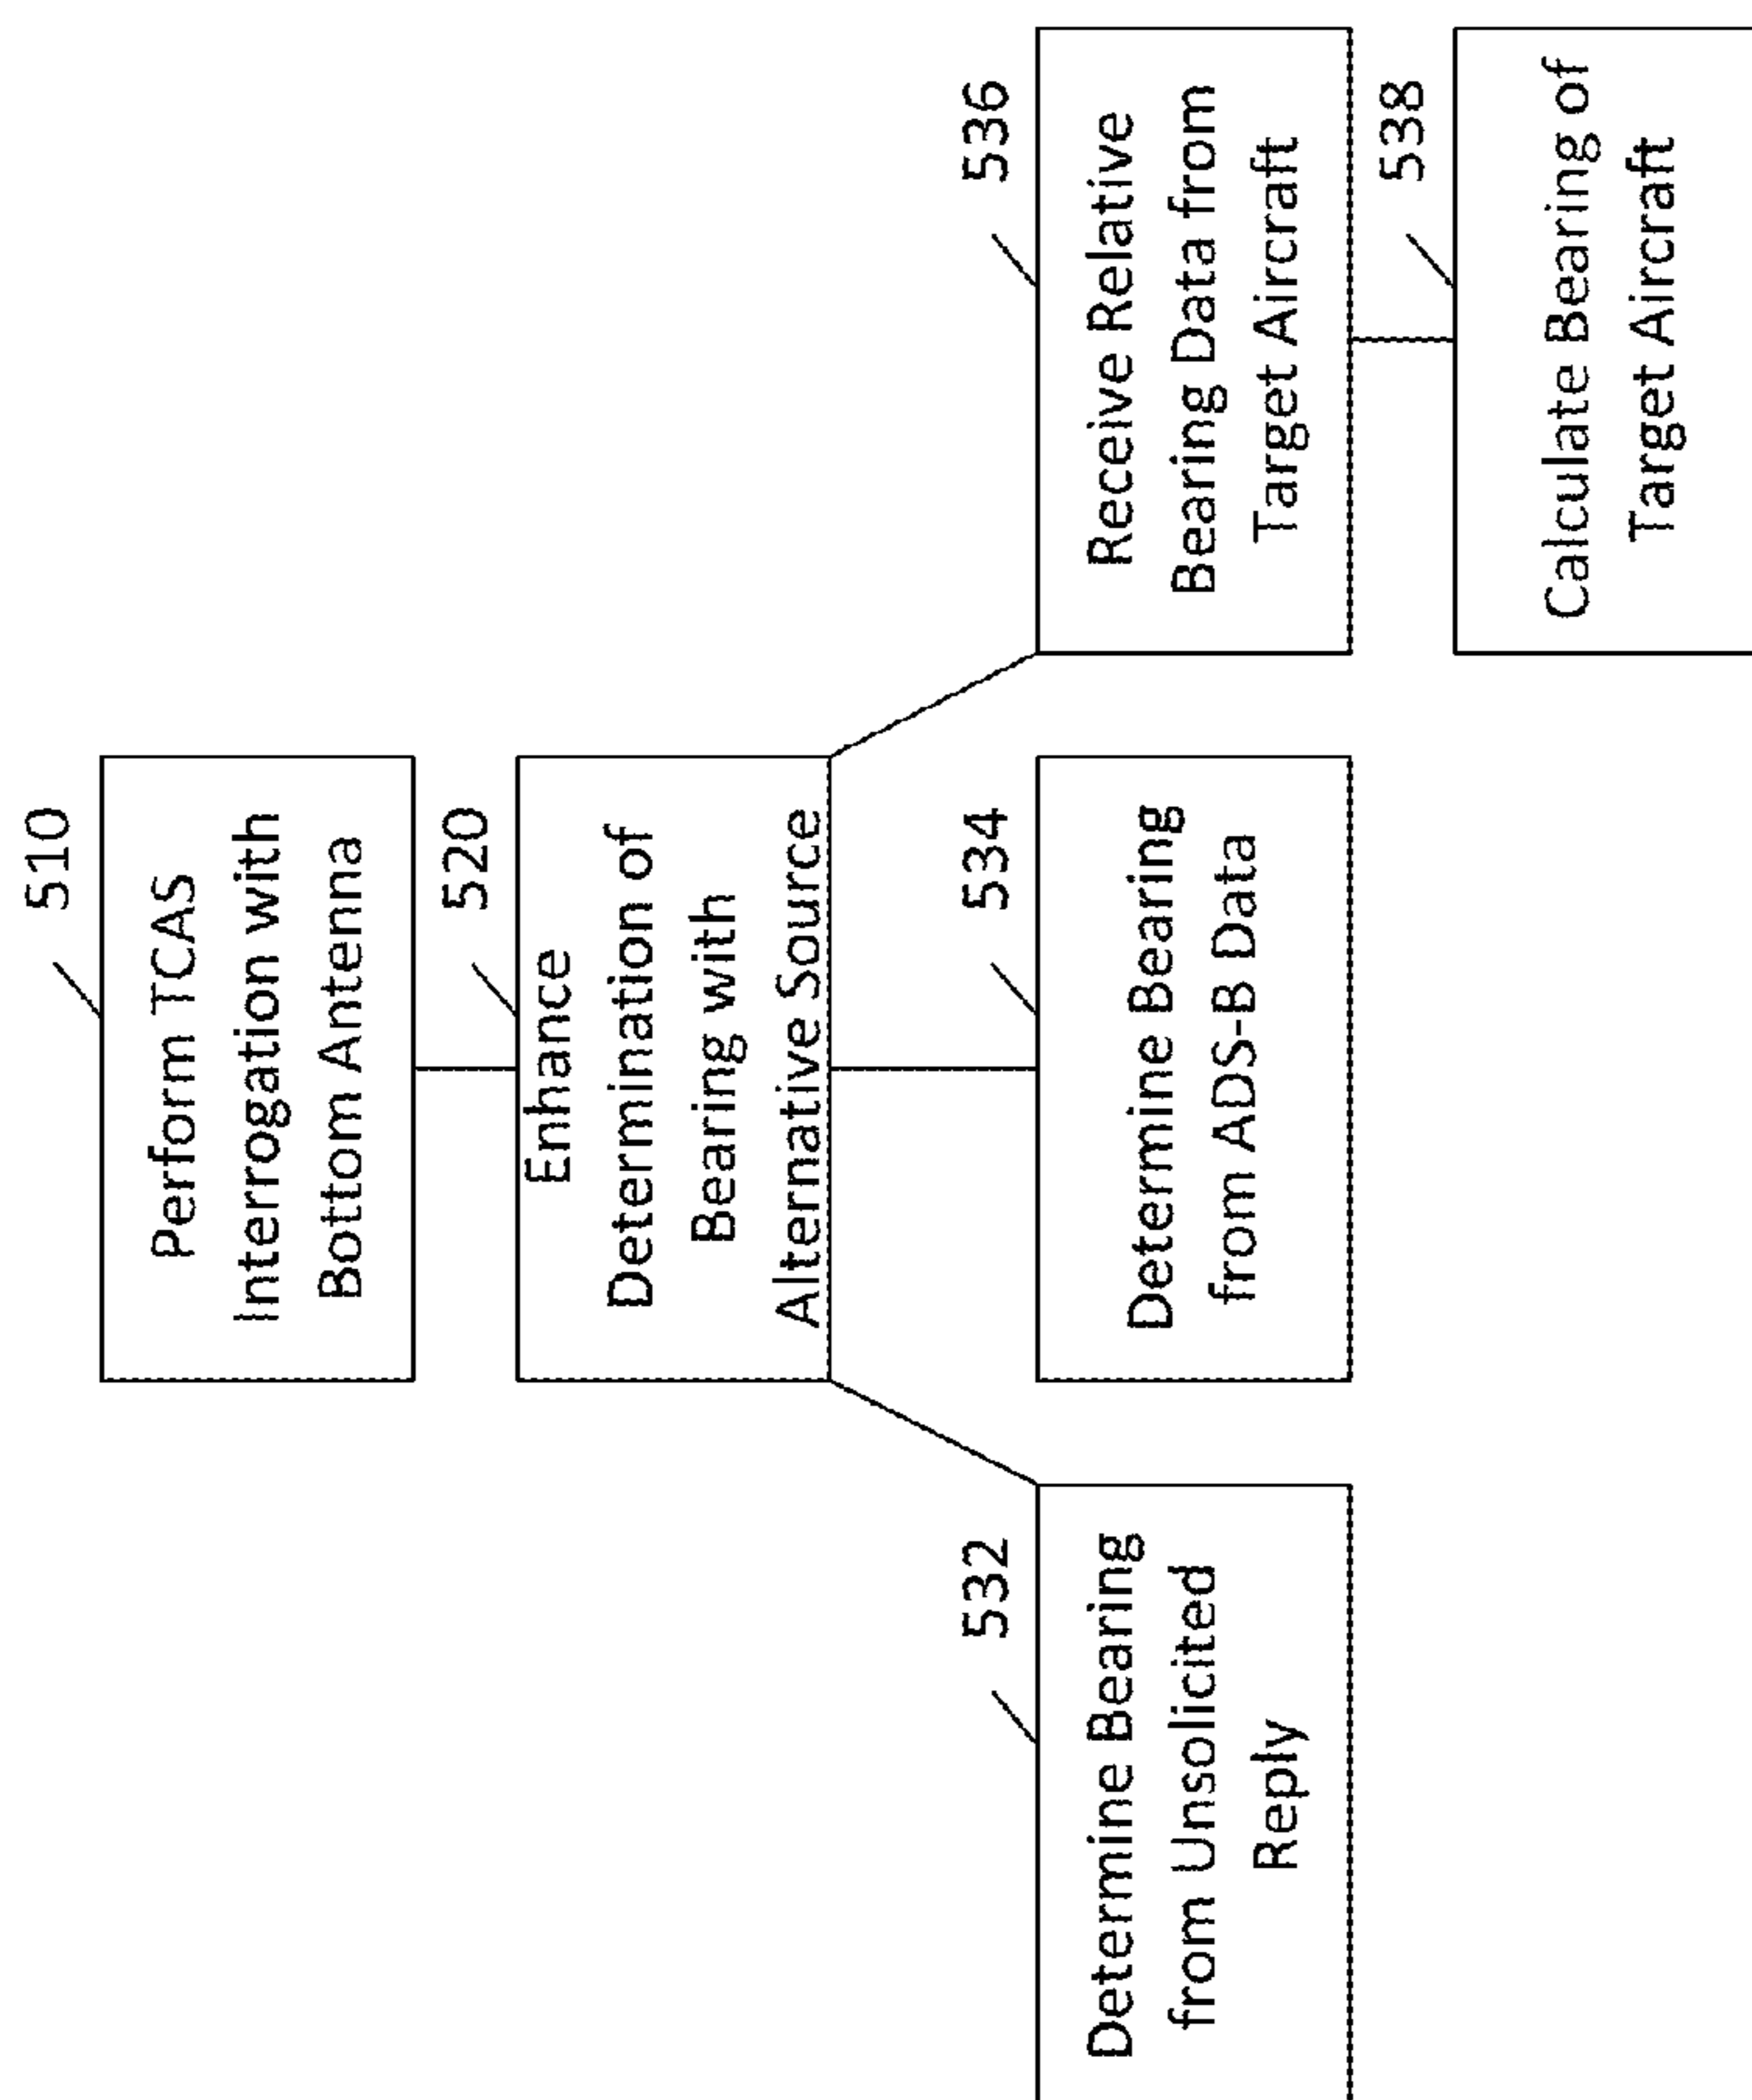 510
Perform TCAS
Interrogation with
Bottom Antenna
520
Enhance
Determination of
Bearing with
Alternative Source
532
Determine Bearing
from Unsolicited
Reply
534
Determine Bearing
from ADS-B Data
536
Receive Relative
Bearing Data from
Target Aircraft
538
Calculate Bearing of
Target Aircraft